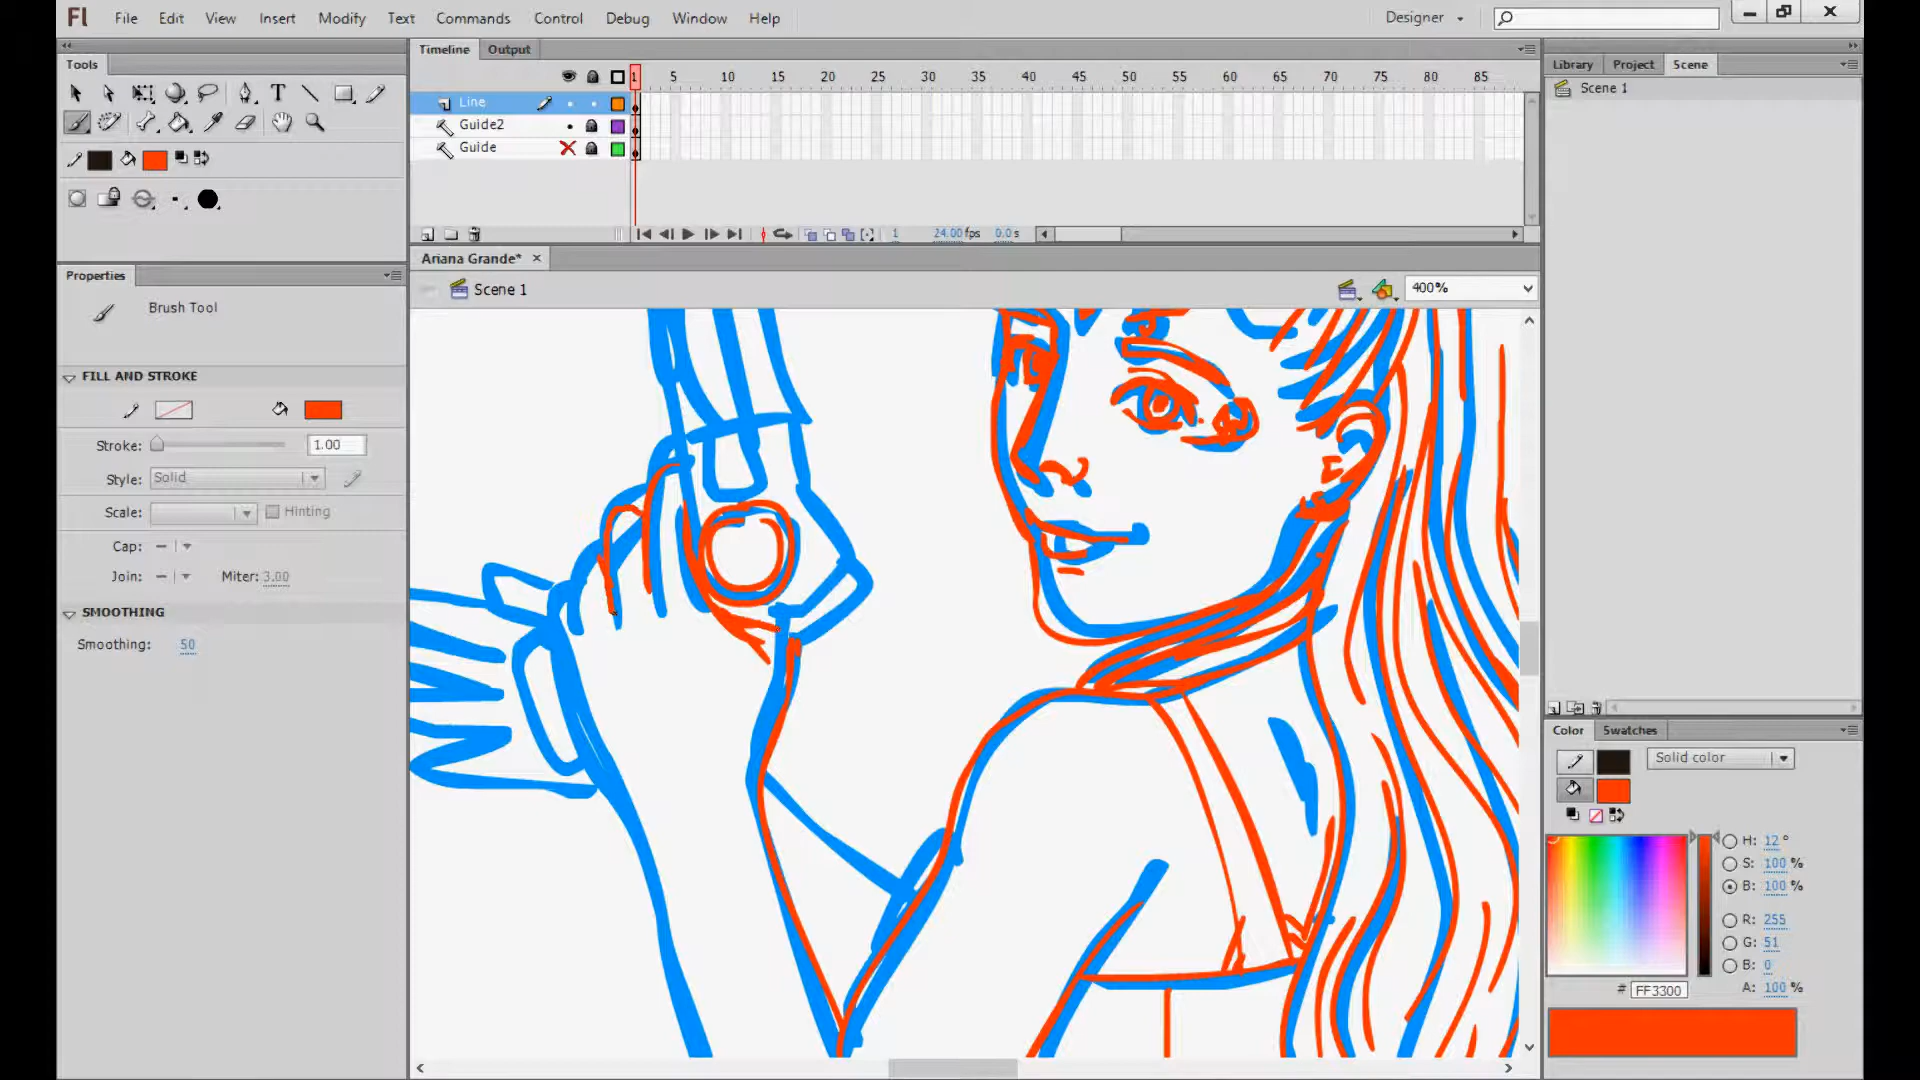 Fl File Edit View Insert Modify Text Commands Control Debug Window Help Designer
Tools
Timeline Output
1 5 10 15 20 25 30 35 40 45 50 55 60 65 70 75 80 85
Line
Guide2
Guide
1 24.00 fps 0.0 s
Library Project Scene
Scene 1
Ariana Grande*
Scene 1
400%
Properties
Brush Tool
FILL AND STROKE
Stroke: 1.00
Style: Solid
Scale: Hinting
Cap:
Join: Miter: 3.00
SMOOTHING
Smoothing: 50
Color Swatches
Solid color
H: 12 °
S: 100 %
B: 100 %
R: 255
G: 51
B: 0
A: 100 %
# FF3300